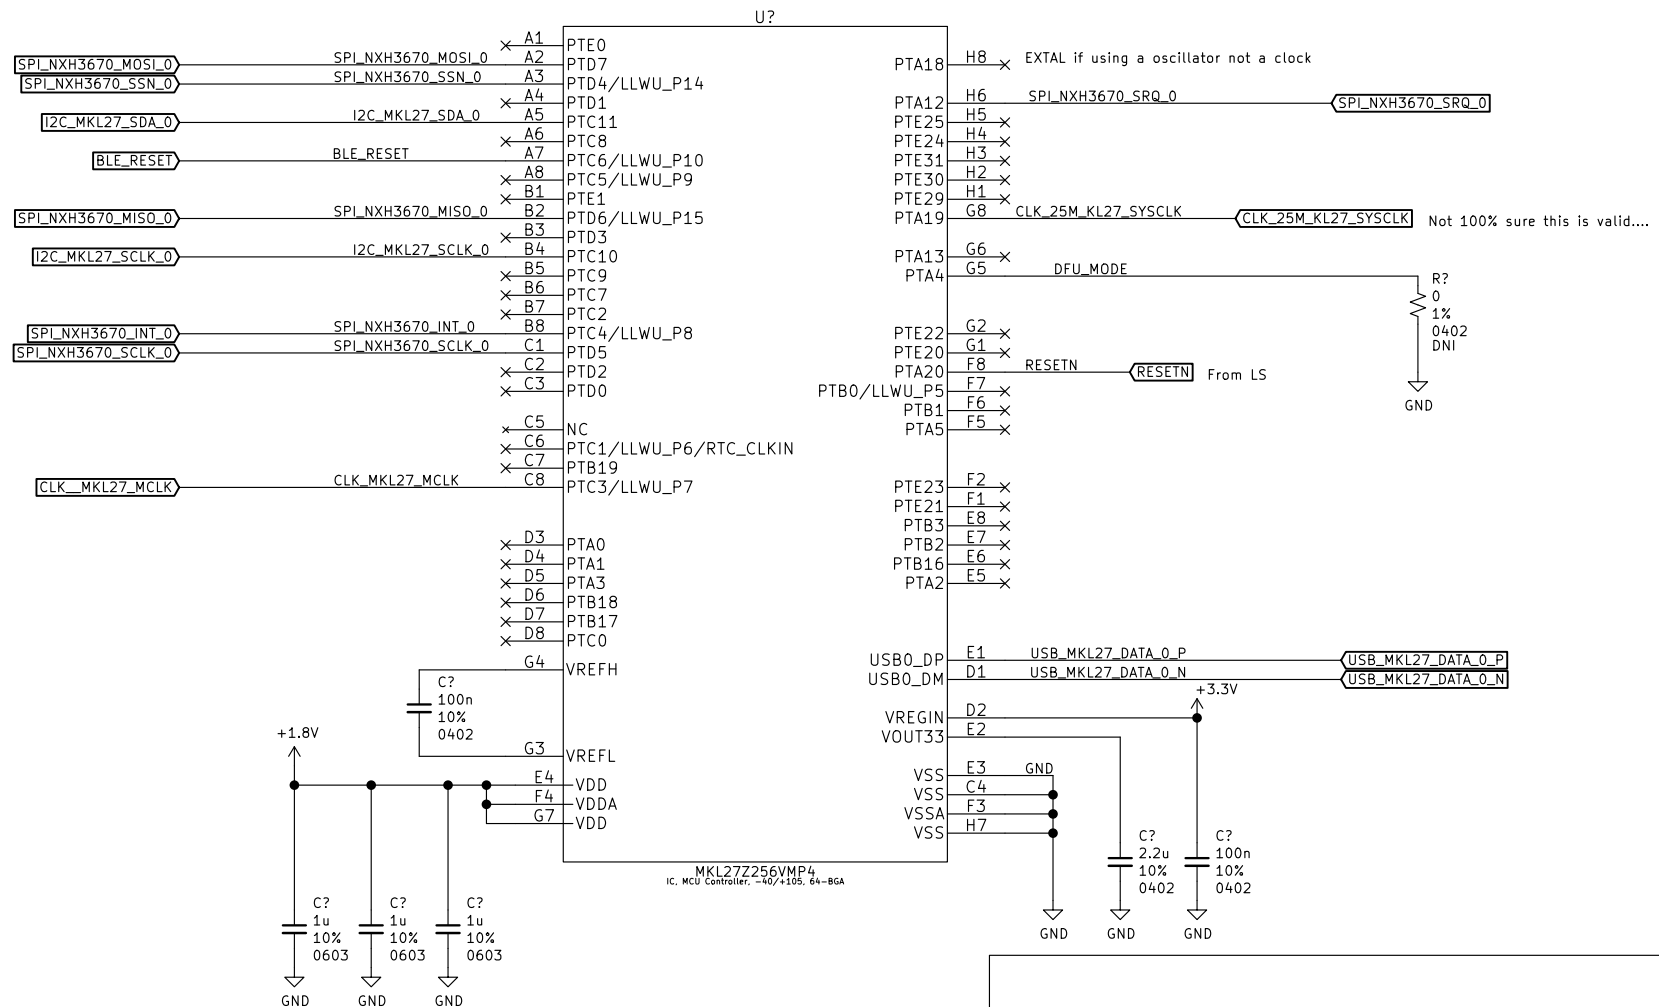 U?
A1 PTE0
SPI_NXH3670_MOSI_0 SPI_NXH3670_MOSI_0 A2 PTD7
SPI_NXH3670_SSN_0 SPI_NXH3670_SSN_0 A3 PTD4/LLWU_P14
A4 PTD1
I2C_MKL27_SDA_0 I2C_MKL27_SDA_0 A5 PTC11
A6 PTC8
BLE_RESET BLE_RESET A7 PTC6/LLWU_P10
A8 PTC5/LLWU_P9
B1 PTE1
SPI_NXH3670_MISO_0 SPI_NXH3670_MISO_0 B2 PTD6/LLWU_P15
B3 PTD3
I2C_MKL27_SCLK_0 I2C_MKL27_SCLK_0 B4 PTC10
B5 PTC9
B6 PTC7
B7 PTC2
SPI_NXH3670_INT_0 SPI_NXH3670_INT_0 B8 PTC4/LLWU_P8
SPI_NXH3670_SCLK_0 SPI_NXH3670_SCLK_0 C1 PTD5
C2 PTD2
C3 PTD0
C5 NC
C6 PTC1/LLWU_P6/RTC_CLKIN
C7 PTB19
CLK__MKL27_MCLK CLK_MKL27_MCLK C8 PTC3/LLWU_P7
D3 PTA0
D4 PTA1
D5 PTA3
D6 PTB18
D7 PTB17
D8 PTC0
G4 VREFH
C?
100n
10%
0402
G3 VREFL
+1.8V
E4 VDD
F4 VDDA
G7 VDD
C?
1u
10%
0603
GND
C?
1u
10%
0603
GND
C?
1u
10%
0603
GND
PTA18 H8 EXTAL if using a oscillator not a clock
PTA12 H6 SPI_NXH3670_SRQ_0 SPI_NXH3670_SRQ_0
PTE25 H5
PTE24 H4
PTE31 H3
PTE30 H2
PTE29 H1
PTA19 G8 CLK_25M_KL27_SYSCLK CLK_25M_KL27_SYSCLK Not 100% sure this is valid....
PTA13 G6
PTA4 G5 DFU_MODE
R?
0
1%
0402
DNI
GND
PTE22 G2
PTE20 G1
PTA20 F8 RESETN RESETN From LS
PTB0/LLWU_P5 F7
PTB1 F6
PTA5 F5
PTE23 F2
PTE21 F1
PTB3 E8
PTB2 E7
PTB16 E6
PTA2 E5
USB0_DP E1 USB_MKL27_DATA_0_P USB_MKL27_DATA_0_P
USB0_DM D1 USB_MKL27_DATA_0_N USB_MKL27_DATA_0_N
+3.3V
VREGIN D2
VOUT33 E2
VSS E3 GND
VSS C4
VSSA F3
VSS H7
GND
C?
2.2u
10%
0402
GND
C?
100n
10%
0402
GND
MKL27Z256VMP4
IC, MCU Controller, -40/+105, 64-BGA